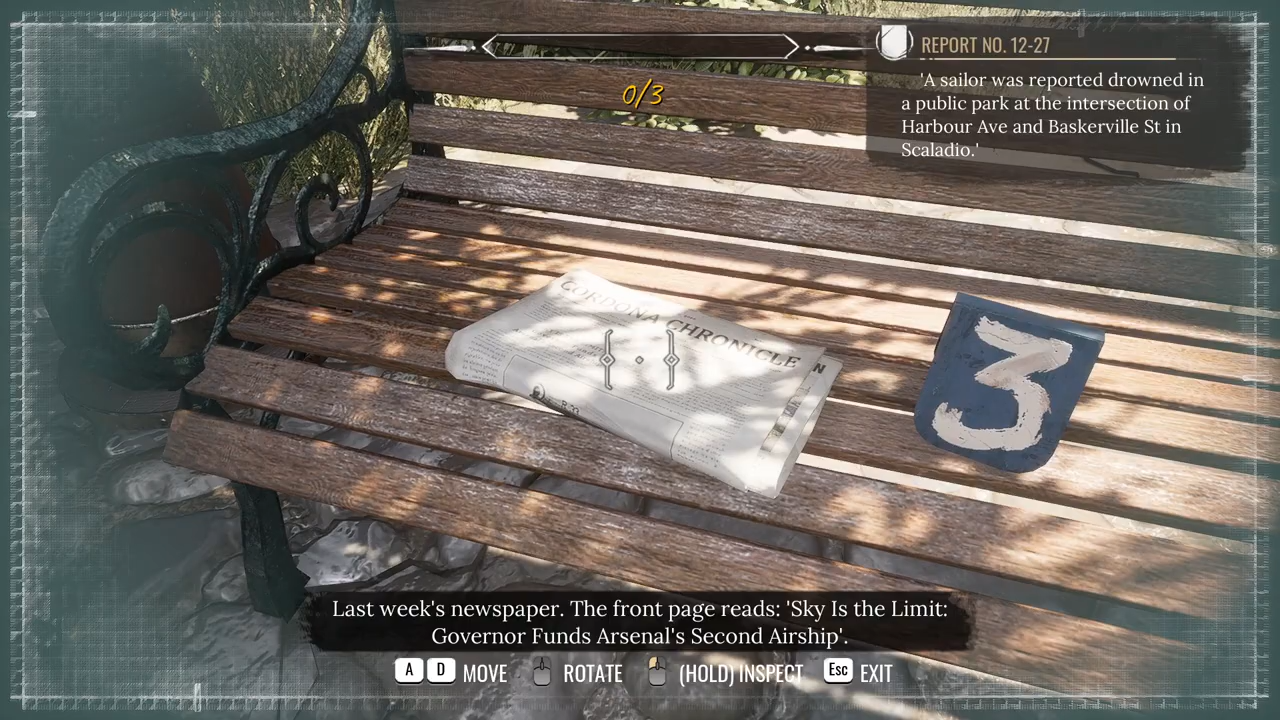 REPORT NO. 12-27
'A sailor was reported drowned in
a public park at the intersection of
Harbour Ave and Baskerville St in
Scaladio.'
0/3
CORDONA CHRONICLE
N
3
Last week's newspaper. The front page reads: 'Sky Is the Limit:
Governor Funds Arsenal's Second Airship'.
A D MOVE ROTATE (HOLD) INSPECT Esc EXIT